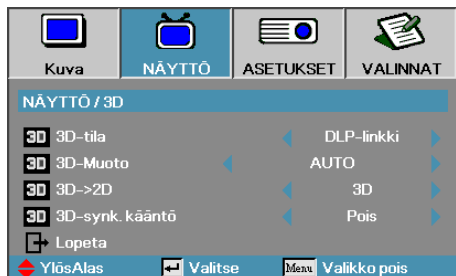 Kuva NÄYTTÖ ASETUKSET VALINNAT
NÄYTTÖ / 3D
3D 3D-tila DLP-linkki
3D 3D-Muoto AUTO
3D 3D->2D 3D
3D 3D-synk. kääntö Pois
Lopeta
YlösAlas Valitse Menu Valikko pois